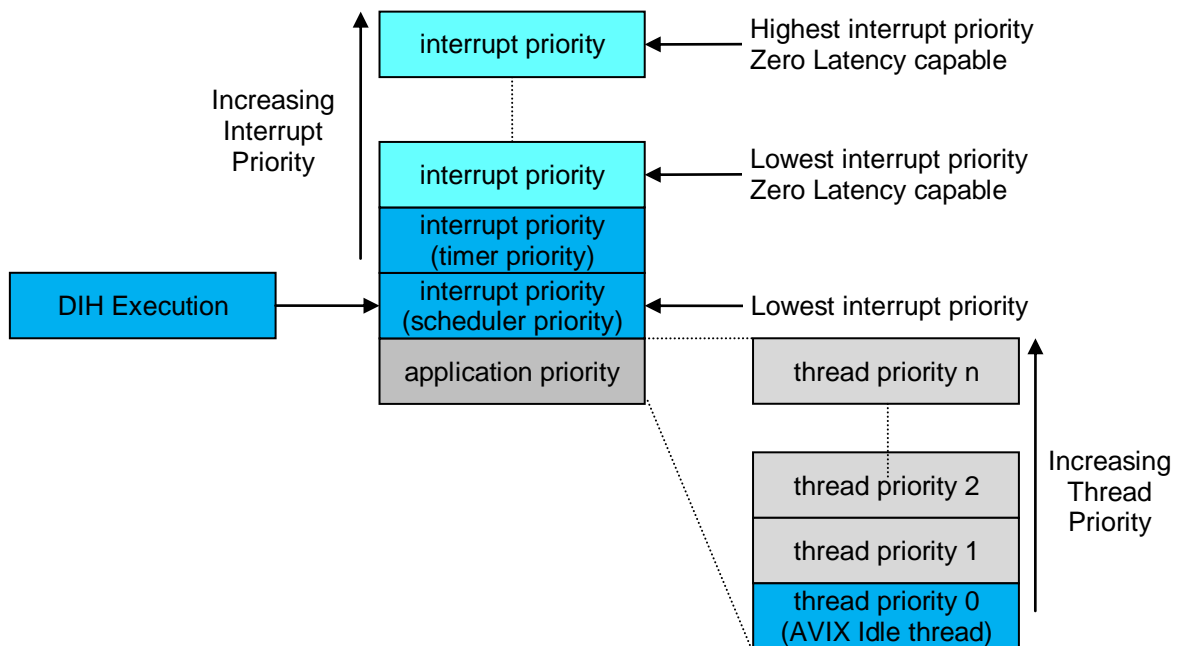 interrupt priority
Highest interrupt priority
Zero Latency capable
Increasing
Interrupt
Priority
interrupt priority
Lowest interrupt priority
Zero Latency capable
interrupt priority
(timer priority)
DIH Execution
interrupt priority
(scheduler priority)
Lowest interrupt priority
application priority
thread priority n
thread priority 2
Increasing
Thread
Priority
thread priority 1
thread priority 0
(AVIX Idle thread)